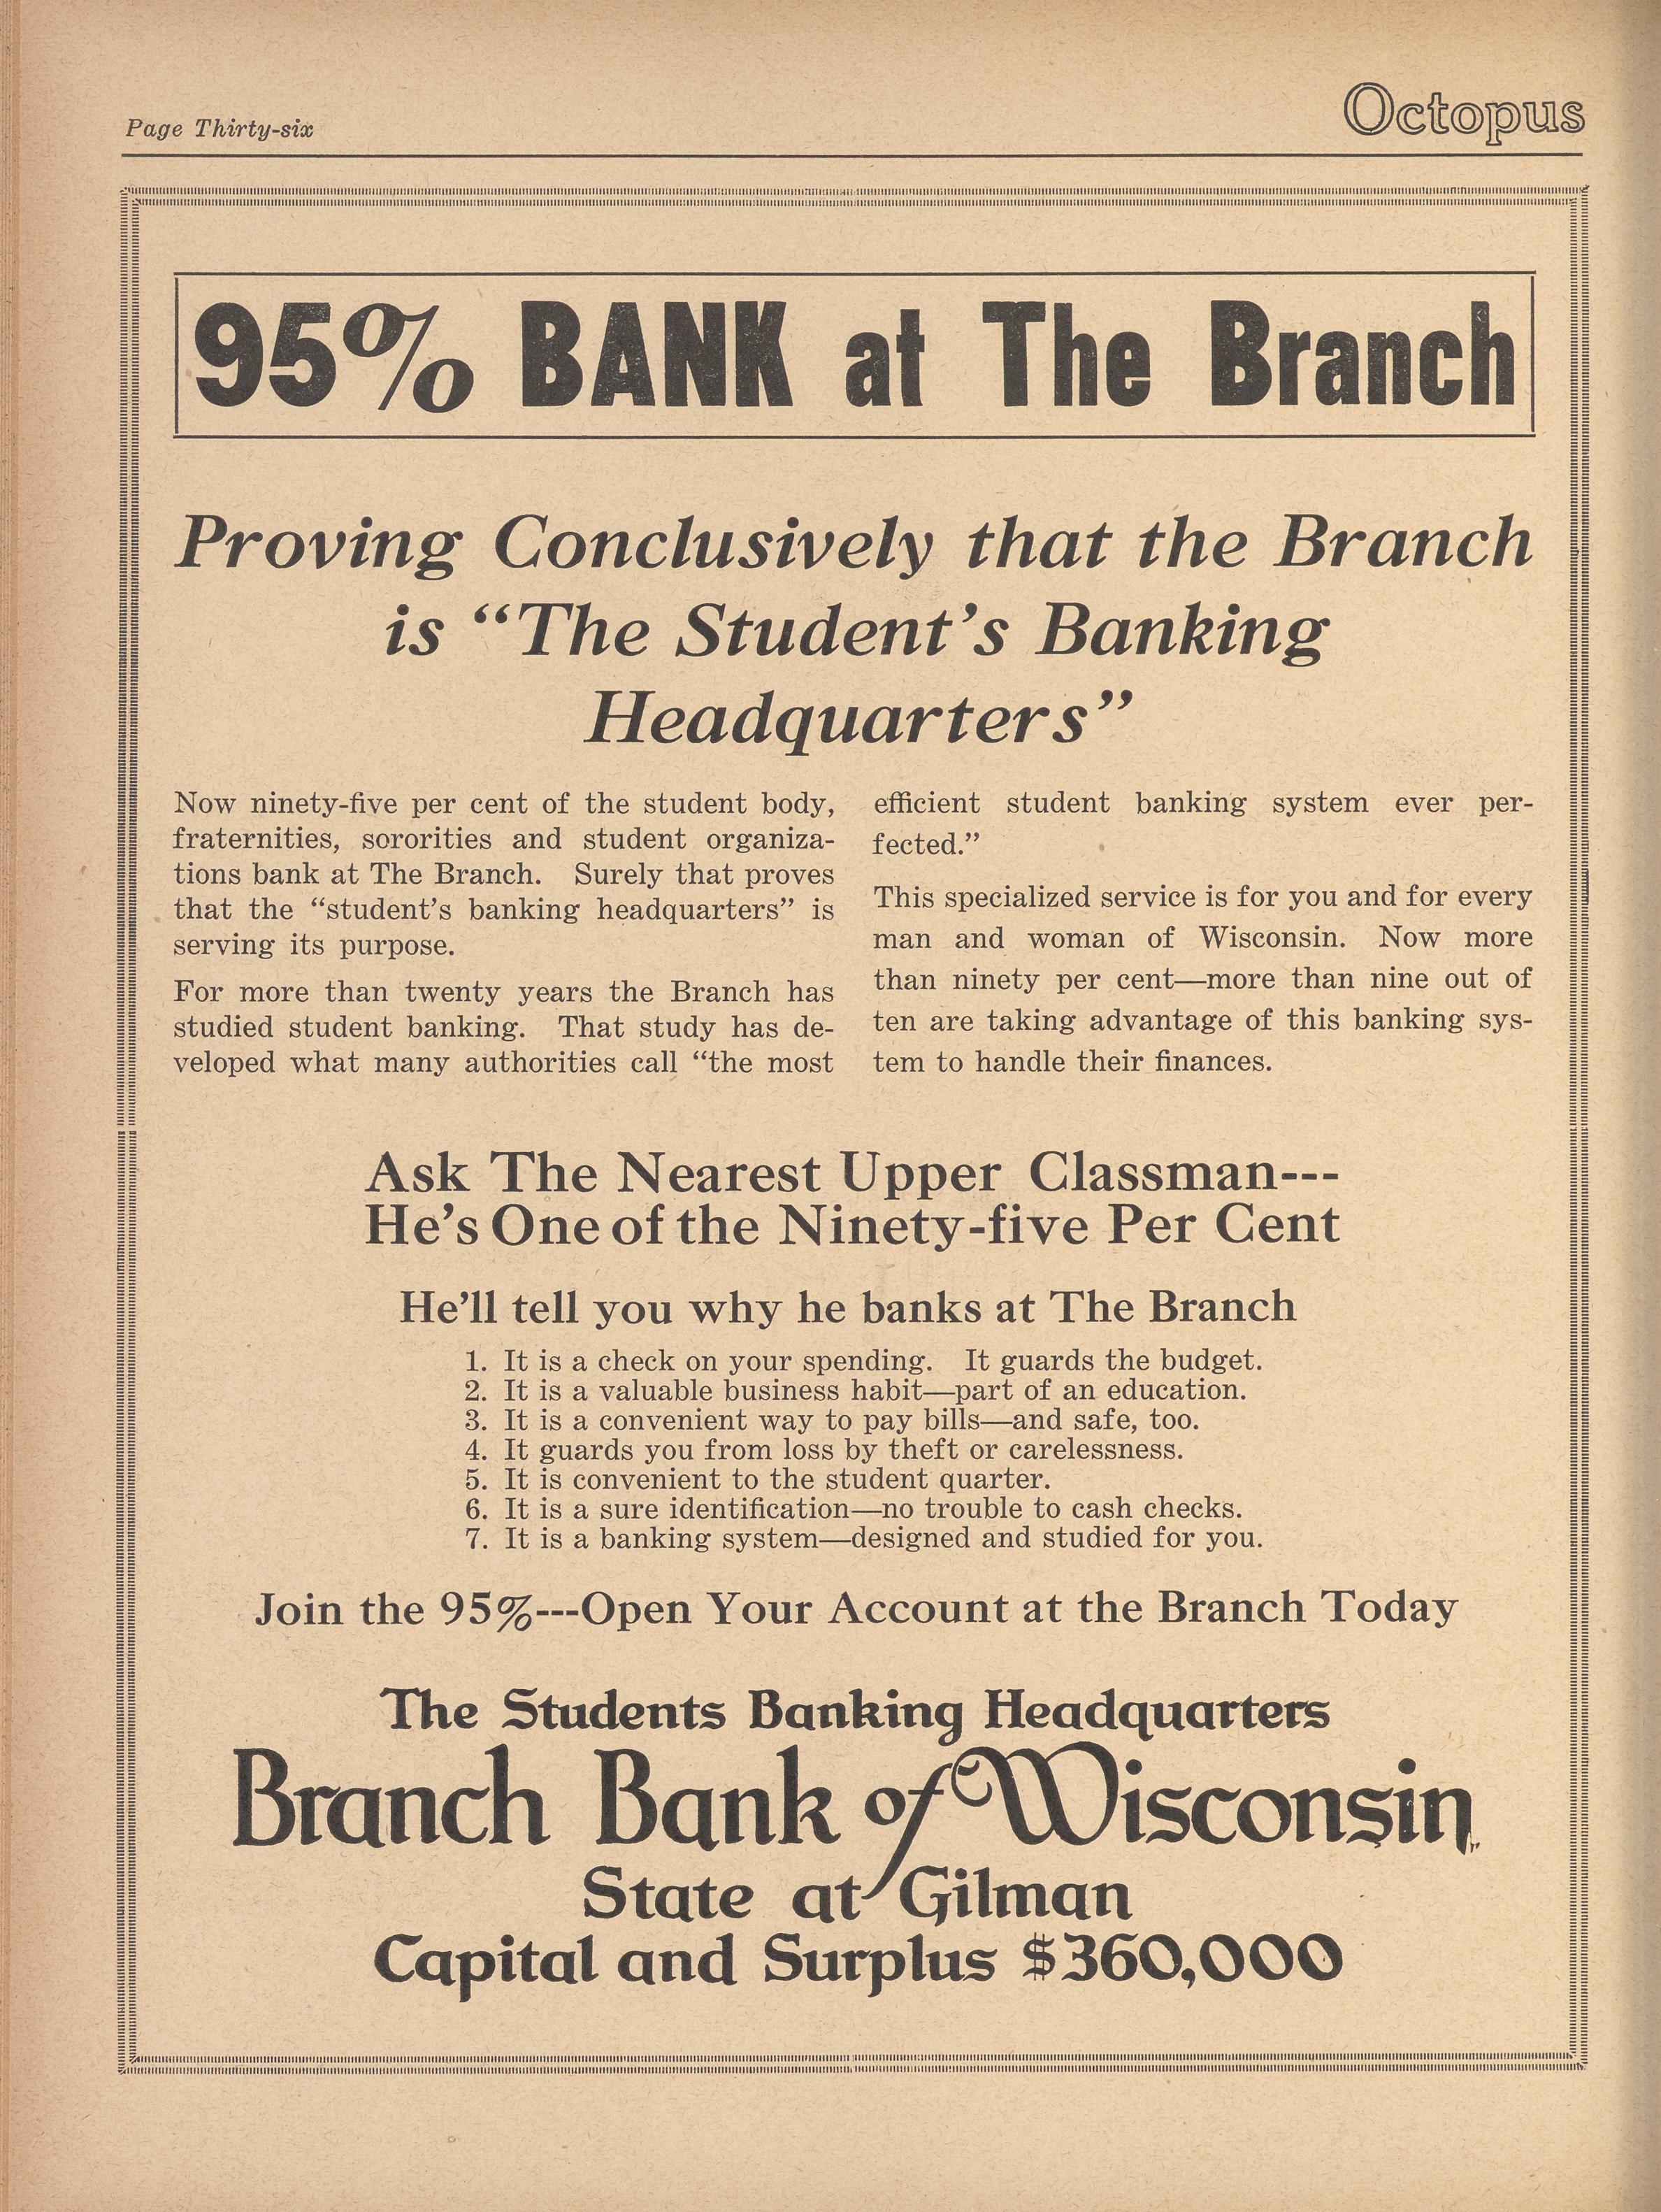 Page Thirty-six
Octopus
95% BANK at The Branch
Proving Conclusively that the Branch
is “The Student’s Banking
Headquarters”
Now ninety-five per cent of the student body,
fraternities, sororities and student organiza-
tions bank at The Branch. Surely that proves
that the “student’s banking headquarters” is
serving its purpose.
For more than twenty years the Branch has
studied student banking. That study has de-
veloped what many authorities call “the most
efficient student banking system ever per-
fected.”
This specialized service is for you and for every
man and woman of Wisconsin. Now more
than ninety per cent—more than nine out of
ten are taking advantage of this banking sys-
tem to handle their finances.
Ask The Nearest Upper Classman---
He’s One of the Ninety-five Per Cent
He’ll tell you why he banks at The Branch
1. It is a check on your spending. It guards the budget.
2. It is a valuable business habit—part of an education.
3. It is a convenient way to pay bills—and safe, too.
4. It guards you from loss by theft or carelessness.
5. It is convenient to the student quarter.
6. It is a sure identification—no trouble to cash checks.
7. It is a banking system—designed and studied for you.
Join the 95%---Open Your Account at the Branch Today
The Students Banking Headquarters
Branch Bank of Wisconsin
State at Gilman
Capital and Surplus $360,000